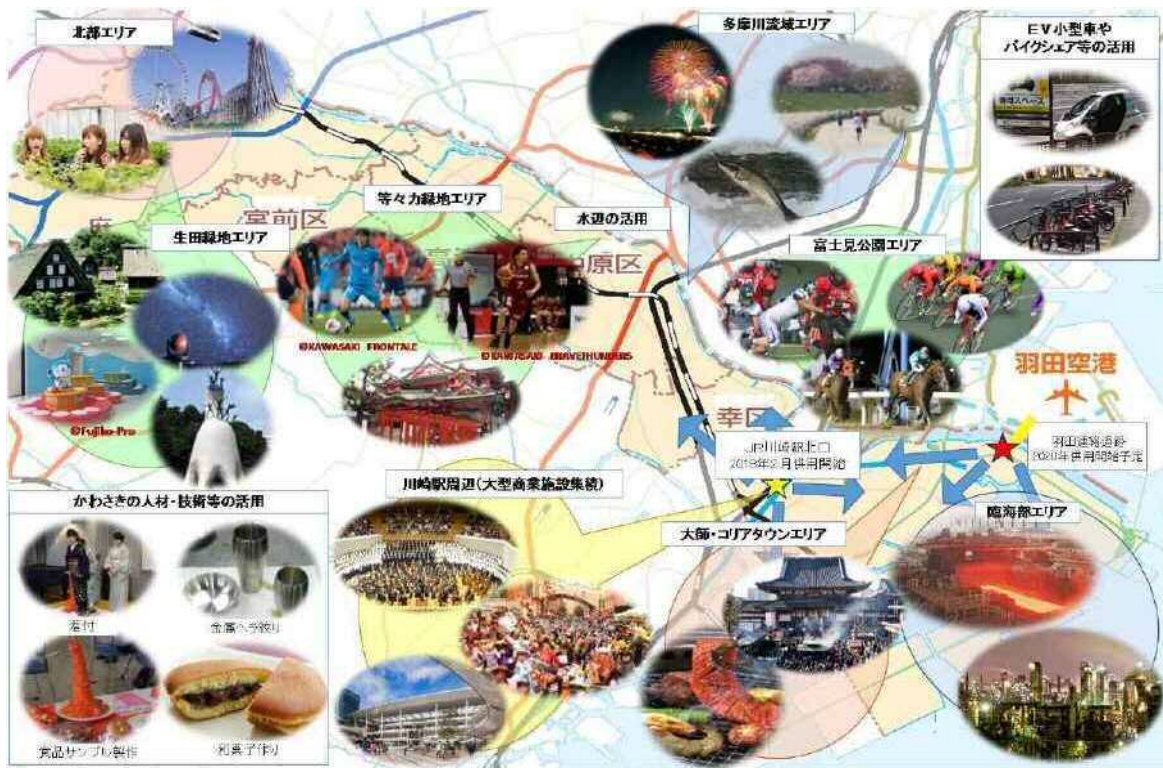 北部エリア
多摩川流域エリア
EV小型車や
バイクシェア等の活用
等々力緑地エリア
宮前区
水辺の活用
生田緑地エリア
中原区
富士見公園エリア
©KAWASAKI FRONTALE
©KAWASAKI BRAVETHUNDERS
羽田空港
©Fujiko-Pro
幸区
JR川崎駅北口
2018年2月供用開始
羽田連絡道路
2020年供用開始予定
かわさきの人材・技術等の活用
川崎駅周辺(大型商業施設集積)
大師・コリアタウンエリア
臨海部エリア
着付
金属ヘラ絞り
食品サンプル製作
和菓子作り